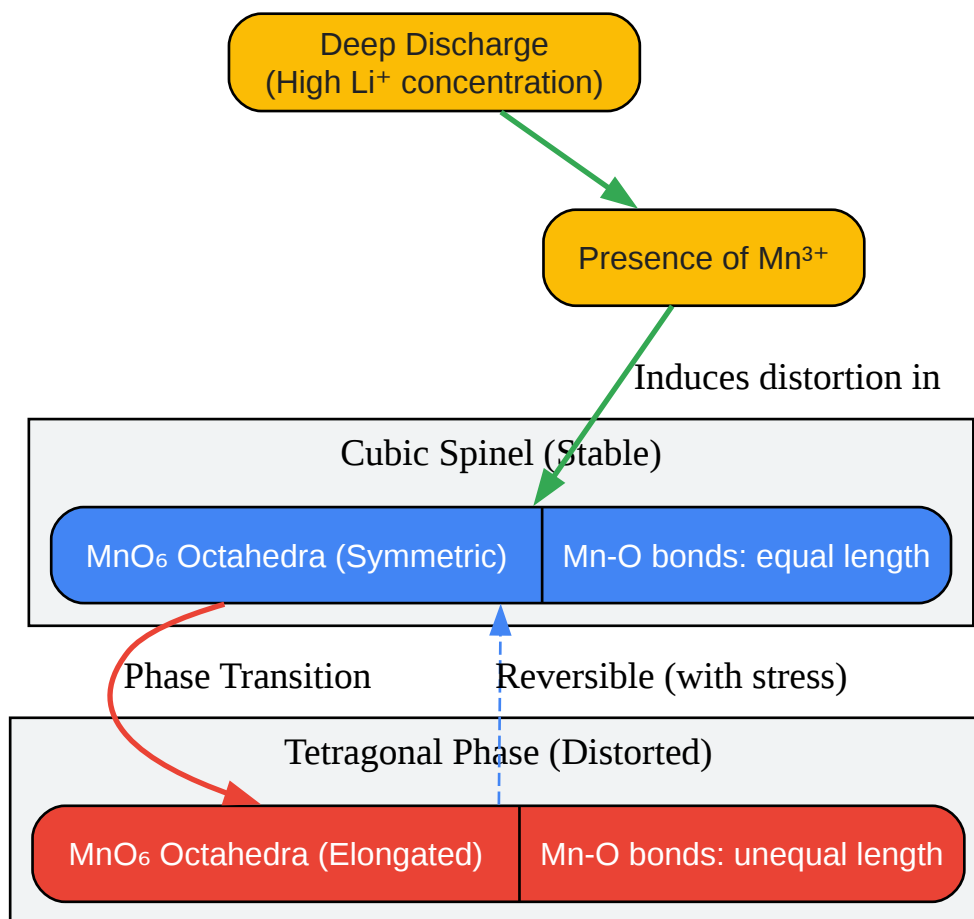 Deep Discharge
(High Li⁺ concentration)
Presence of Mn³⁺
Induces distortion in
Cubic Spinel (Stable)
MnO₆ Octahedra (Symmetric)
Mn-O bonds: equal length
Phase Transition
Reversible (with stress)
Tetragonal Phase (Distorted)
MnO₆ Octahedra (Elongated)
Mn-O bonds: unequal length